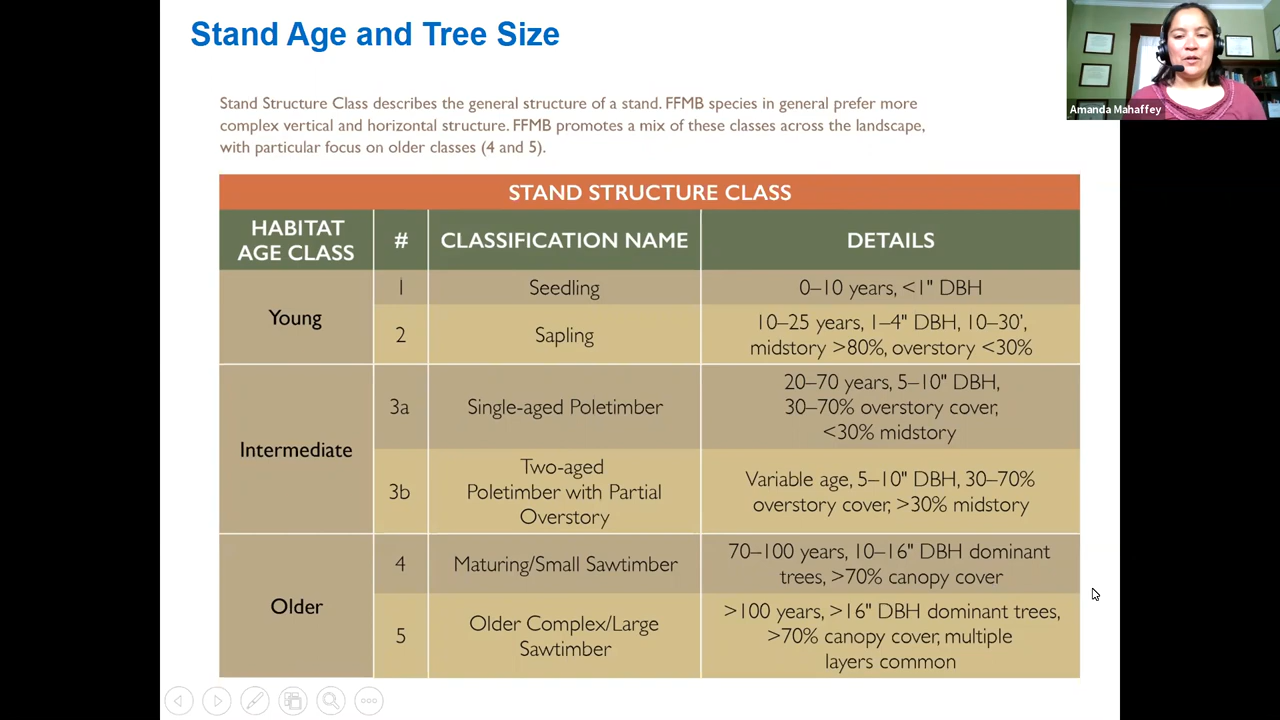 Stand Age and Tree Size
Amanda Mahaffey
Stand Structure Class describes the general structure of a stand. FFMB species in general prefer more
complex vertical and horizontal structure. FFMB promotes a mix of these classes across the landscape,
with particular focus on older classes (4 and 5).
STAND STRUCTURE CLASS
HABITAT
AGE CLASS
#
CLASSIFICATION NAME
DETAILS
Young
1
Seedling
0–10 years, <1" DBH
2
Sapling
10–25 years, 1–4" DBH, 10–30',
midstory >80%, overstory <30%
Intermediate
3a
Single-aged Poletimber
20–70 years, 5–10" DBH,
30–70% overstory cover,
<30% midstory
3b
Two-aged
Poletimber with Partial
Overstory
Variable age, 5–10" DBH, 30–70%
overstory cover, >30% midstory
Older
4
Maturing/Small Sawtimber
70–100 years, 10–16" DBH dominant
trees, >70% canopy cover
5
Older Complex/Large
Sawtimber
>100 years, >16" DBH dominant trees,
>70% canopy cover, multiple
layers common